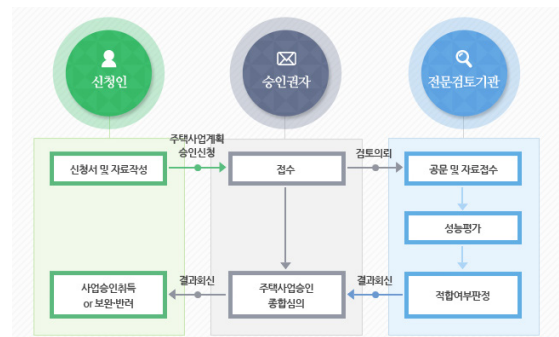 신청인
승인권자
전문검토기관
신청서 및 자료작성
주택사업계획
승인신청
접수
검토의뢰
공문 및 자료접수
성능평가
사업승인취득
or 보완·반려
결과회신
주택사업승인
종합심의
결과회신
적합여부판정